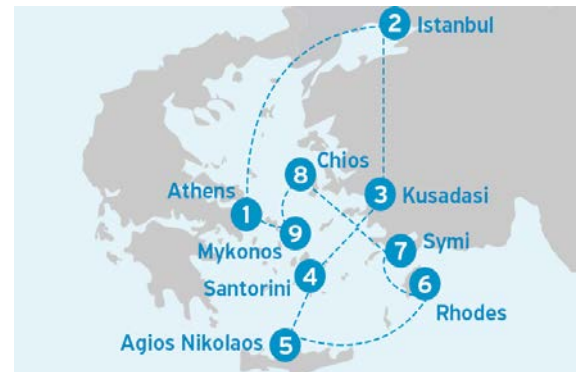 2 Istanbul
Chios
8
Athens
3 Kusadasi
1
9
Symi
Mykonos
7
4
6
Santorini
Rhodes
Agios Nikolaos 5